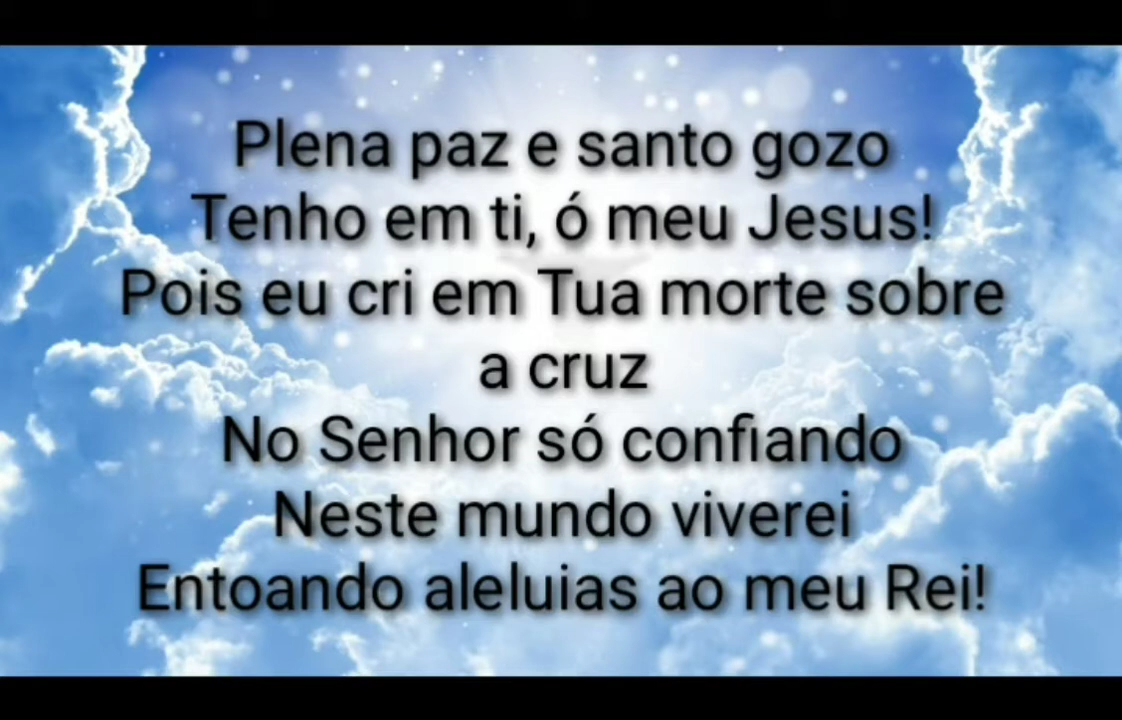 Plena paz e santo gozo
Tenho em ti, ó meu Jesus!
Pois eu cri em Tua morte sobre
a cruz
No Senhor só confiando
Neste mundo viverei
Entoando aleluias ao meu Rei!